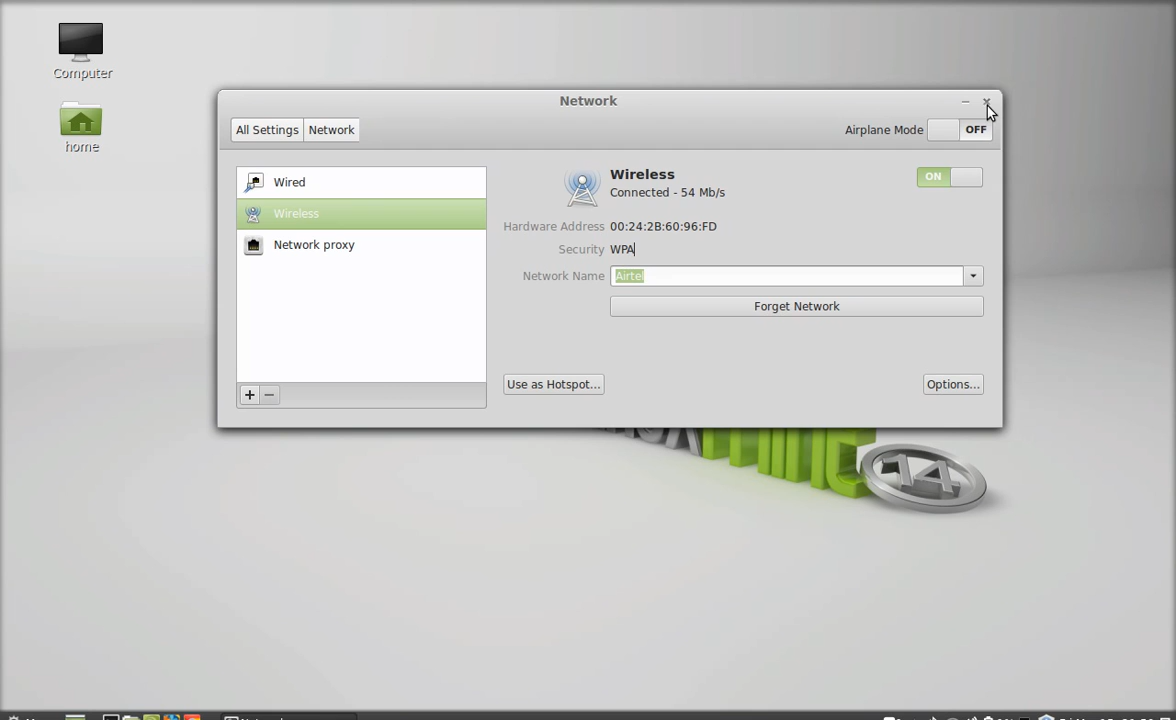 Computer
home
Network
All Settings
Network
Airplane Mode
OFF
Wired
Wireless
Network proxy
Wireless
Connected - 54 Mb/s
ON
Hardware Address 00:24:2B:60:96:FD
Security WPA
Network Name Airtel
Forget Network
Use as Hotspot...
Options...
+
−
14